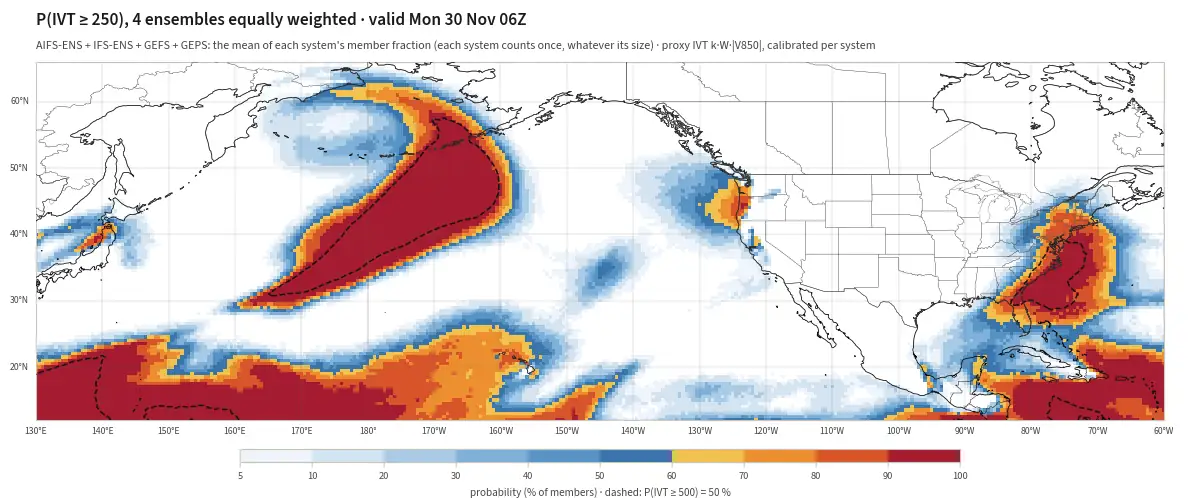 P(IVT ≥ 250), 4 ensembles equally weighted · valid Mon 30 Nov 06Z
AIFS-ENS + IFS-ENS + GEFS + GEPS: the mean of each system's member fraction (each system counts once, whatever its size) · proxy IVT k·W·|V850|, calibrated per system
60°N
50°N
40°N
30°N
20°N
130°E 140°E 150°E 160°E 170°E 180° 170°W 160°W 150°W 140°W 130°W 120°W 110°W 100°W 90°W 80°W 70°W 60°W
5 10 20 30 40 50 60 70 80 90 100
probability (% of members) · dashed: P(IVT ≥ 500) = 50 %